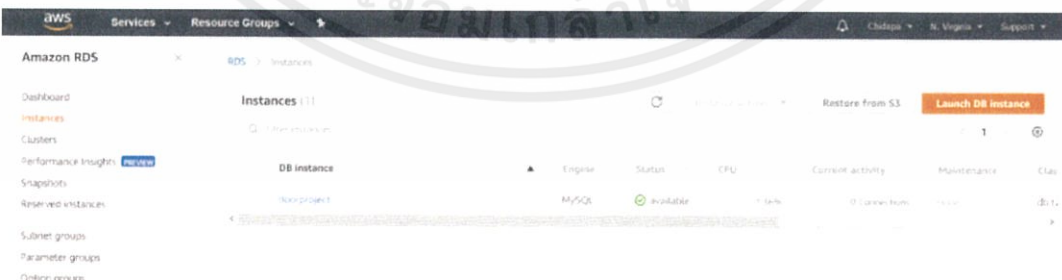 aws Services Resource Groups N. Virginia Support
Amazon RDS × RDS > Instances
Dashboard
Instances (1) Restore from S3 Launch DB instance
Instances
Clusters 1
Performance Insights PREVIEW
DB instance Engine Status CPU Current activity Maintenance Clas
Snapshots
Reserved instances MySQL available
Subnet groups
Parameter groups
Option groups